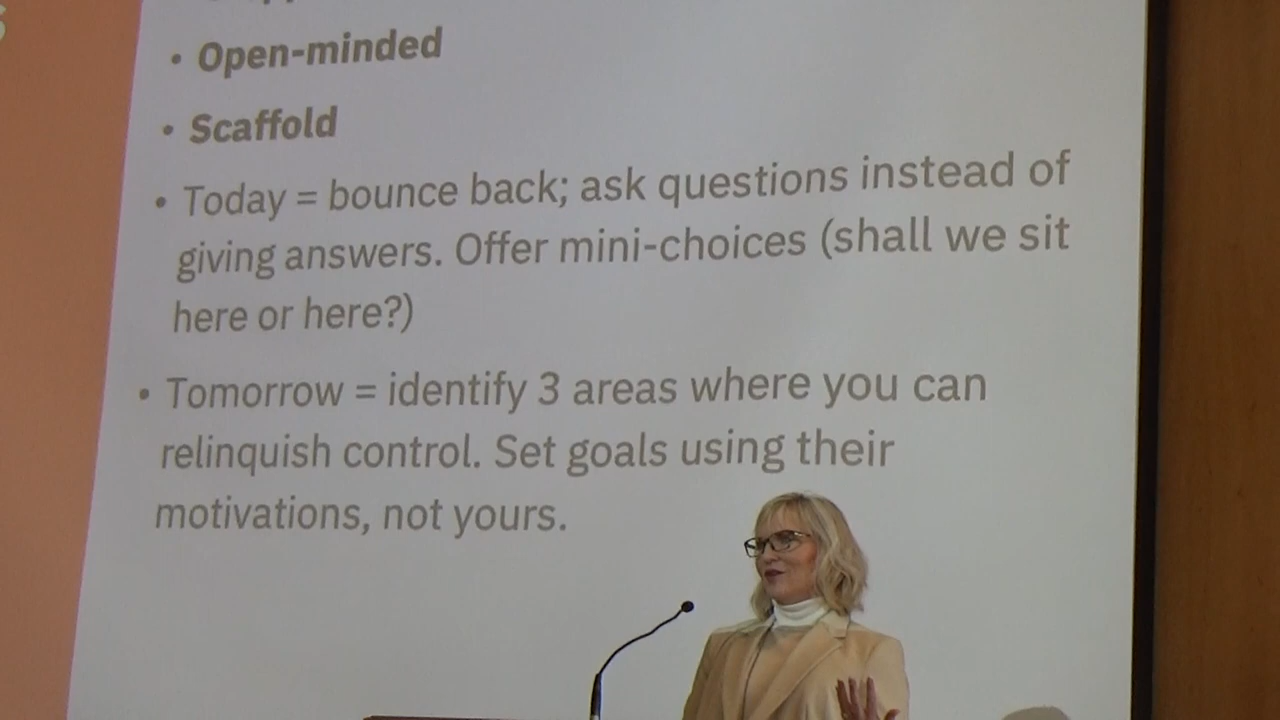 • Open-minded
• Scaffold
• Today = bounce back; ask questions instead of
giving answers. Offer mini-choices (shall we sit
here or here?)
• Tomorrow = identify 3 areas where you can
relinquish control. Set goals using their
motivations, not yours.